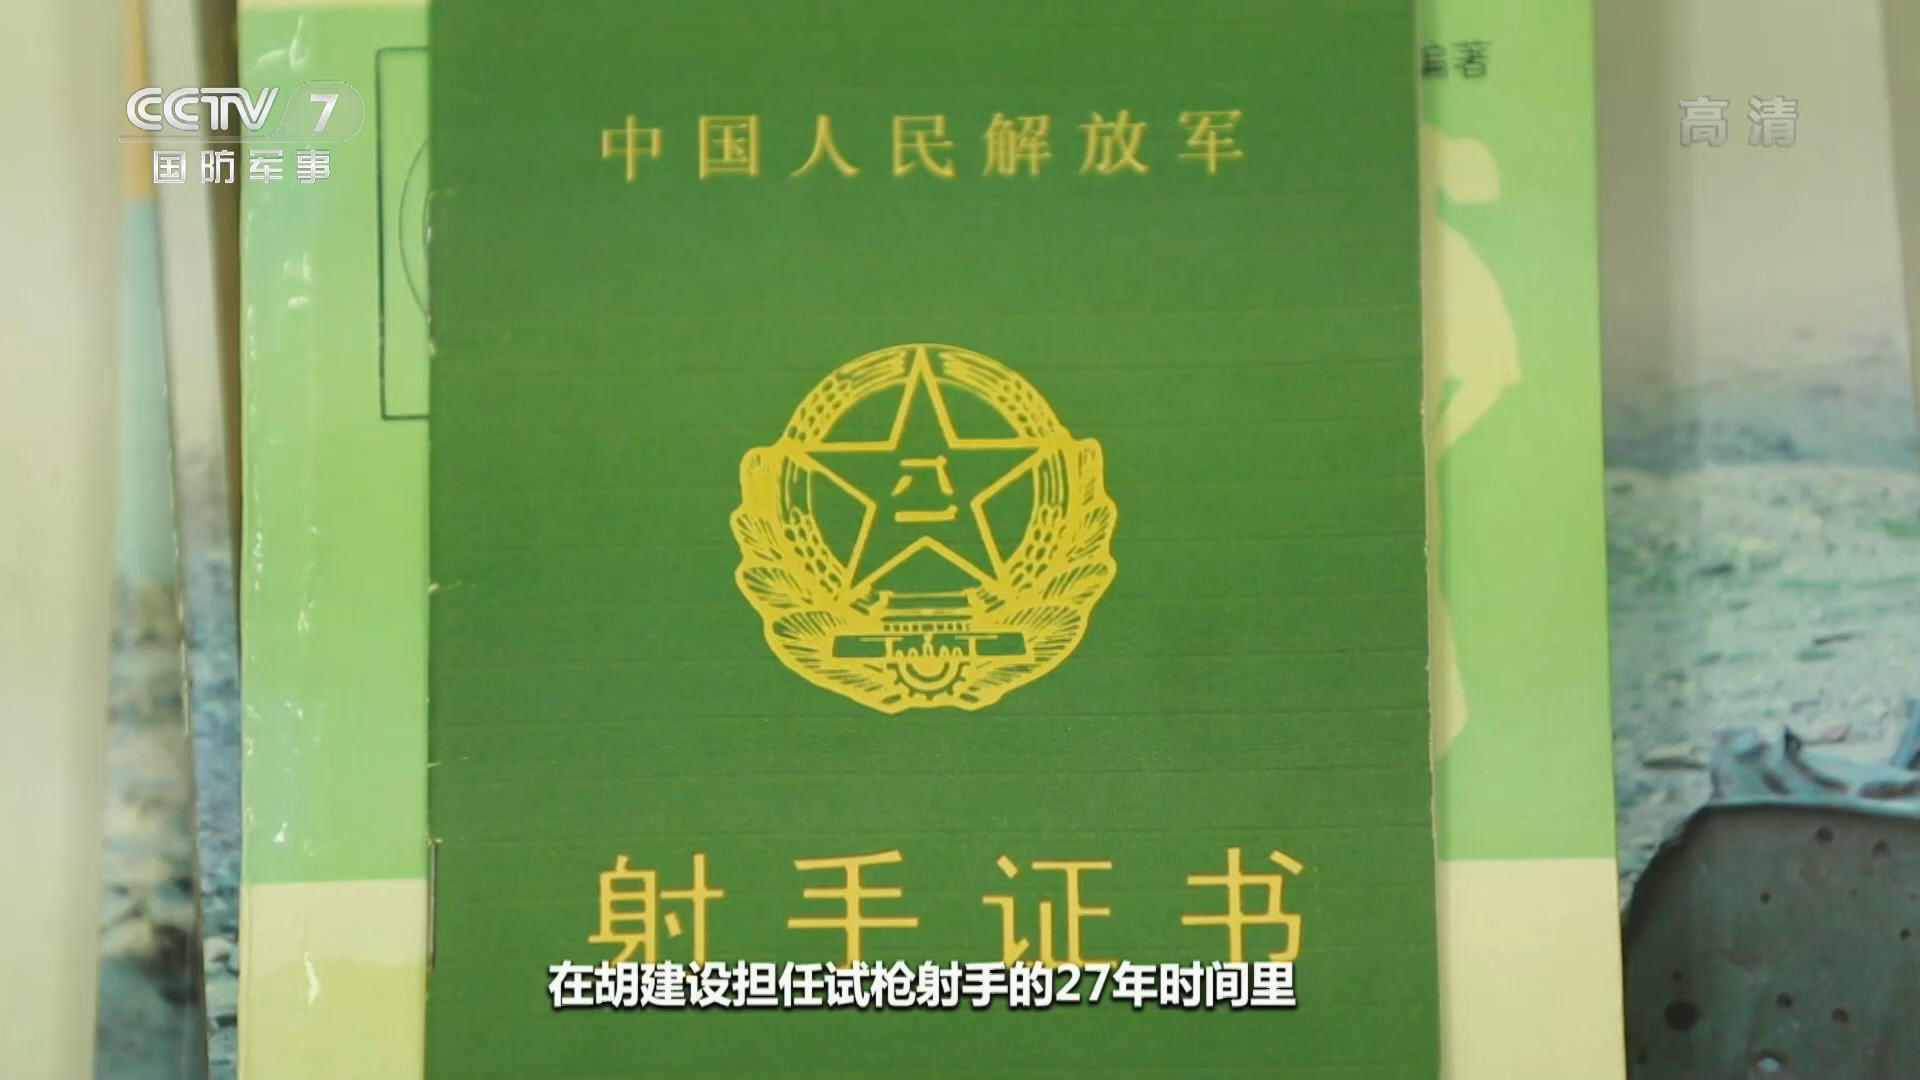 编著
CCTV 7
国防军事
高清
中国人民解放军
八一
射手证书
在胡建设担任试枪射手的27年时间里